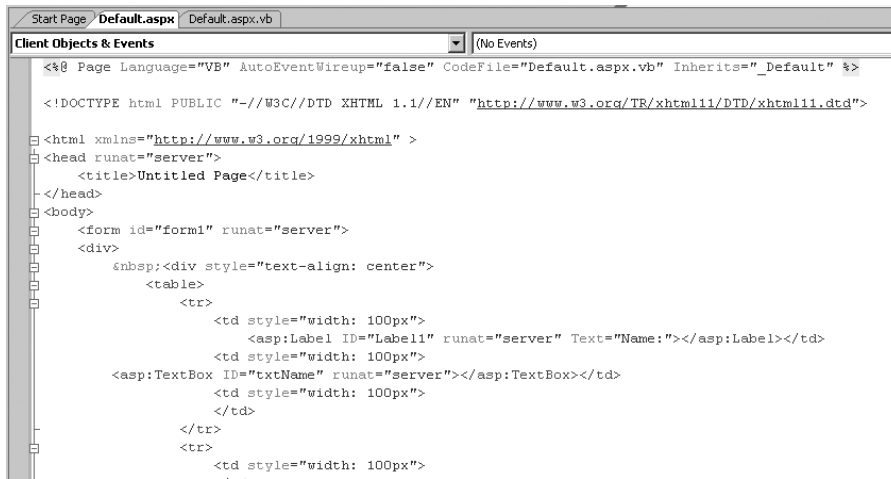 Start Page Default.aspx Default.aspx.vb
Client Objects & Events (No Events)
<%@ Page Language="VB" AutoEventWireup="false" CodeFile="Default.aspx.vb" Inherits="_Default" %>
<!DOCTYPE html PUBLIC "-//W3C//DTD XHTML 1.1//EN" "http://www.w3.org/TR/xhtml11/DTD/xhtml11.dtd">
<html xmlns="http://www.w3.org/1999/xhtml" >
<head runat="server">
<title>Untitled Page</title>
</head>
<body>
<form id="form1" runat="server">
<div>
&nbsp;<div style="text-align: center">
<table>
<tr>
<td style="width: 100px">
<asp:Label ID="Label1" runat="server" Text="Name:"></asp:Label></td>
<td style="width: 100px">
<asp:TextBox ID="txtName" runat="server"></asp:TextBox></td>
<td style="width: 100px">
</td>
</tr>
<tr>
<td style="width: 100px">